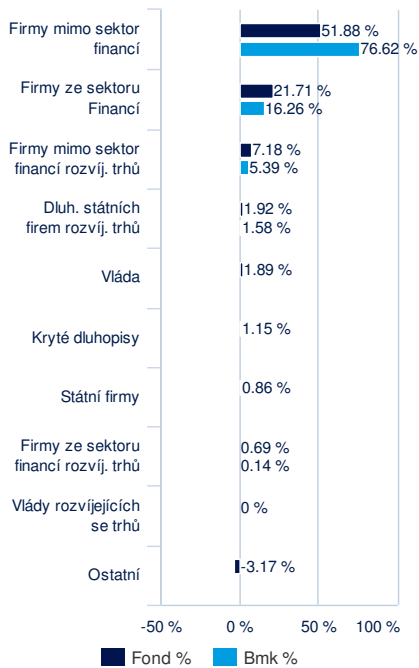 Firmy mimo sektor
financí
51.88 %
76.62 %
Firmy ze sektoru
Financí
21.71 %
16.26 %
Firmy mimo sektor
financí rozvíj. trhů
7.18 %
5.39 %
Dluh. státních
firem rozvíj. trhů
1.92 %
1.58 %
Vláda
1.89 %
Kryté dluhopisy
1.15 %
Státní firmy
0.86 %
Firmy ze sektoru
financí rozvíj. trhů
0.69 %
0.14 %
Vlády rozvíjejících
se trhů
0 %
Ostatní
-3.17 %
-50 % 0 % 50 % 100 %
Fond % Bmk %